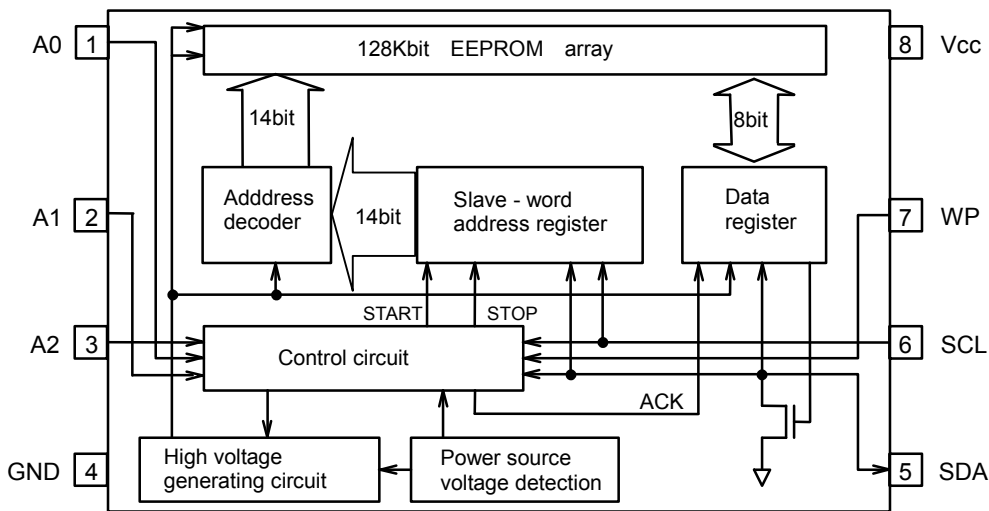 A0 1
128Kbit EEPROM array
8 Vcc
14bit
8bit
A1 2
Adddress
decoder
14bit
Slave - word
address register
Data
register
7 WP
START
STOP
A2 3
Control circuit
6 SCL
ACK
GND 4
High voltage
generating circuit
Power source
voltage detection
5 SDA